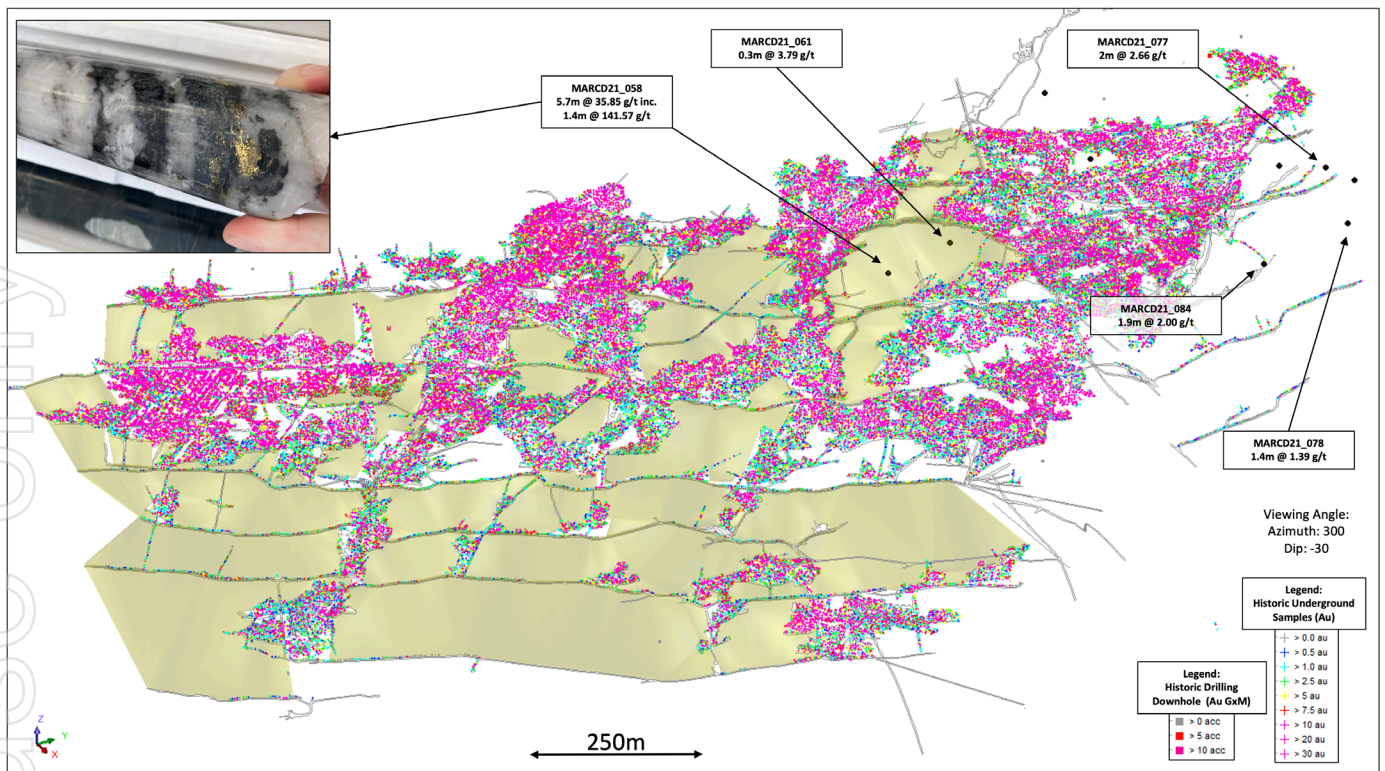 MARCD21_061
0.3m @ 3.79 g/t
MARCD21_077
2m @ 2.66 g/t
MARCD21_058
5.7m @ 35.85 g/t inc.
1.4m @ 141.57 g/t
MARCD21_084
1.9m @ 2.00 g/t
MARCD21_078
1.4m @ 1.39 g/t
Viewing Angle:
Azimuth: 300
Dip: -30
Legend:
Historic Underground
Samples (Au)
> 0.0 au
> 0.5 au
> 1.0 au
> 2.5 au
> 5 au
> 7.5 au
> 10 au
> 20 au
> 30 au
Legend:
Historic Drilling
Downhole (Au GxM)
> 0 acc
> 5 acc
> 10 acc
250m
Z
Y
X